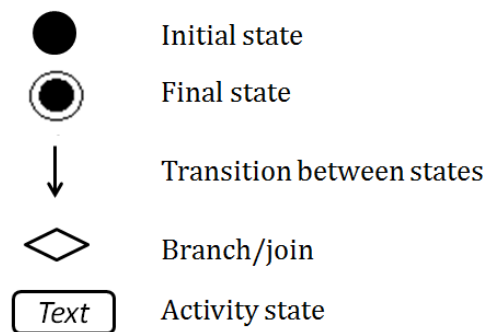 Initial state
Final state
Transition between states
Branch/join
Text Activity state